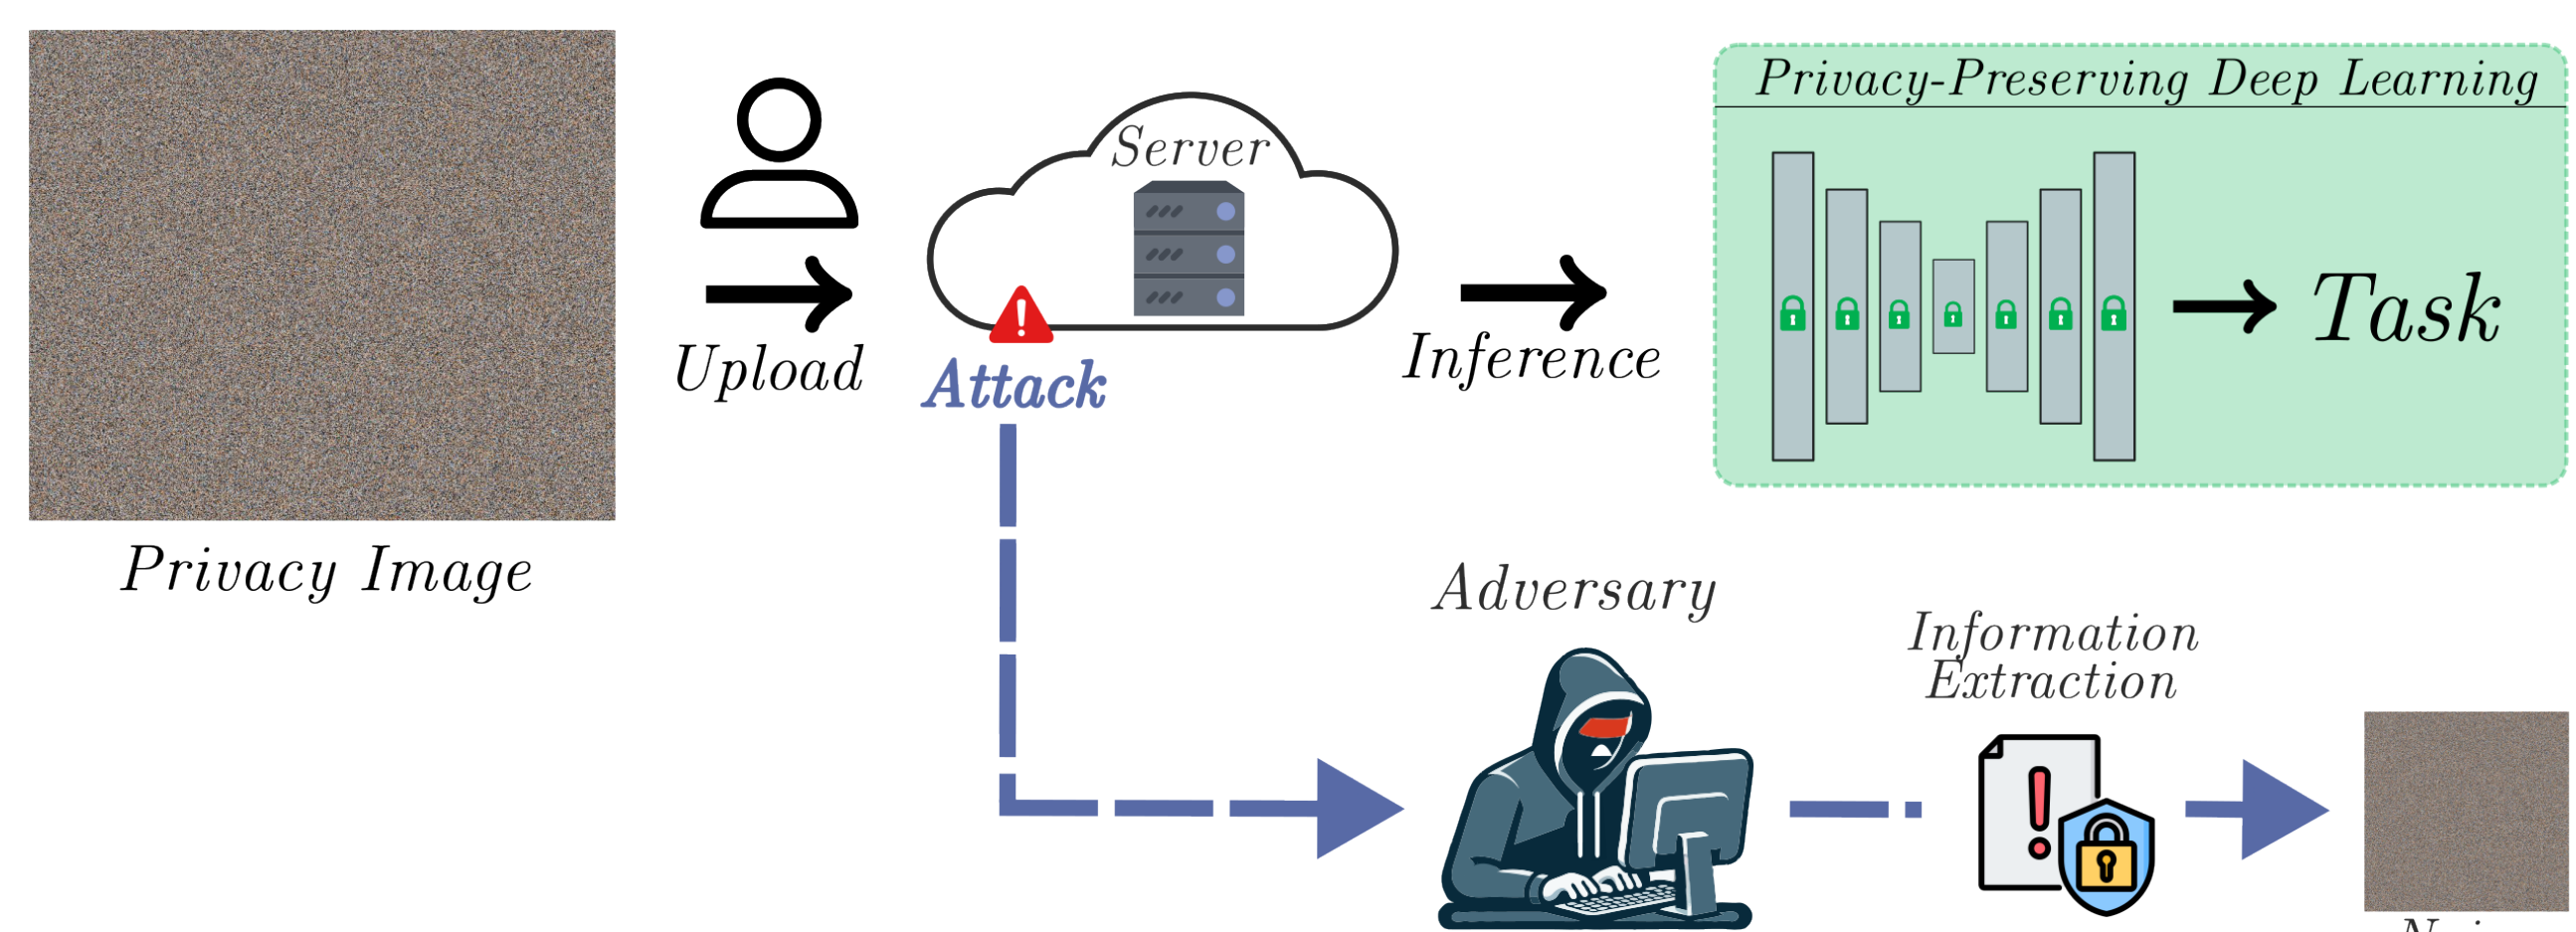 Privacy-Preserving Deep Learning
Server
Task
Upload
Attack
Inference
Privacy Image
Adversary
Information
Extraction